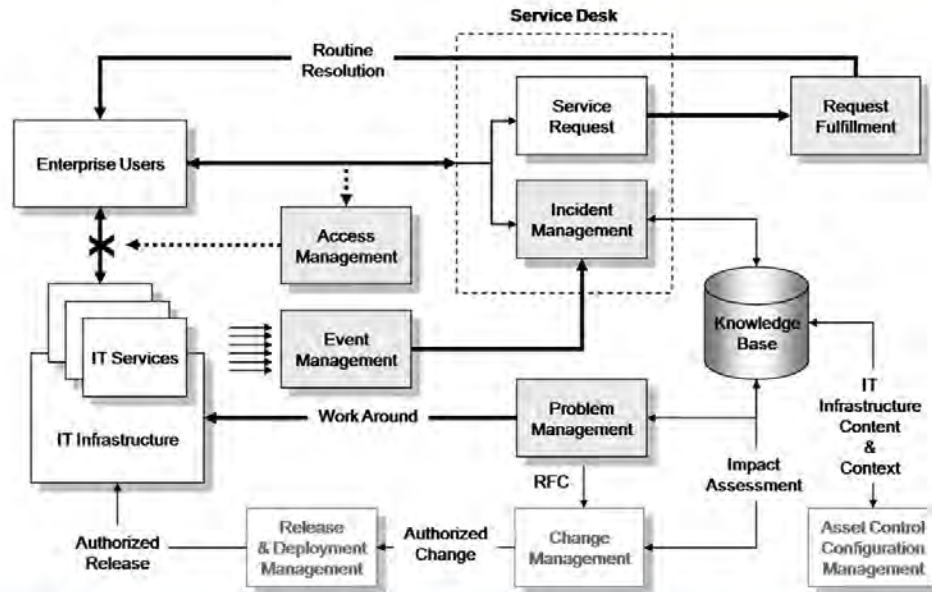 Service Desk
Routine
Resolution
Service
Request
Request
Fulfillment
Enterprise Users
Incident
Management
Access
Management
Knowledge
Base
IT Services
Event
Management
IT
Infrastructure
Content
&
Context
Work Around
Problem
Management
IT Infrastructure
RFC
Impact
Assessment
Authorized
Release
Release
& Deployment
Management
Authorized
Change
Change
Management
Asset Control
Configuration
Management